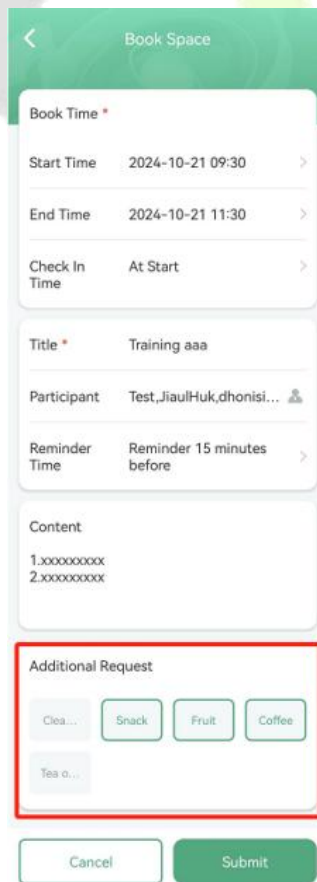 Book Space
Book Time *
Start Time 2024-10-21 09:30
End Time 2024-10-21 11:30
Check In At Start
Time
Title * Training aaa
Participant Test,JiaulHuk,dhonisi...
Reminder Reminder 15 minutes
Time before
Content
1.xxxxxxxxx
2.xxxxxxxxx
Additional Request
Clea... Snack Fruit Coffee
Tea o...
Cancel Submit